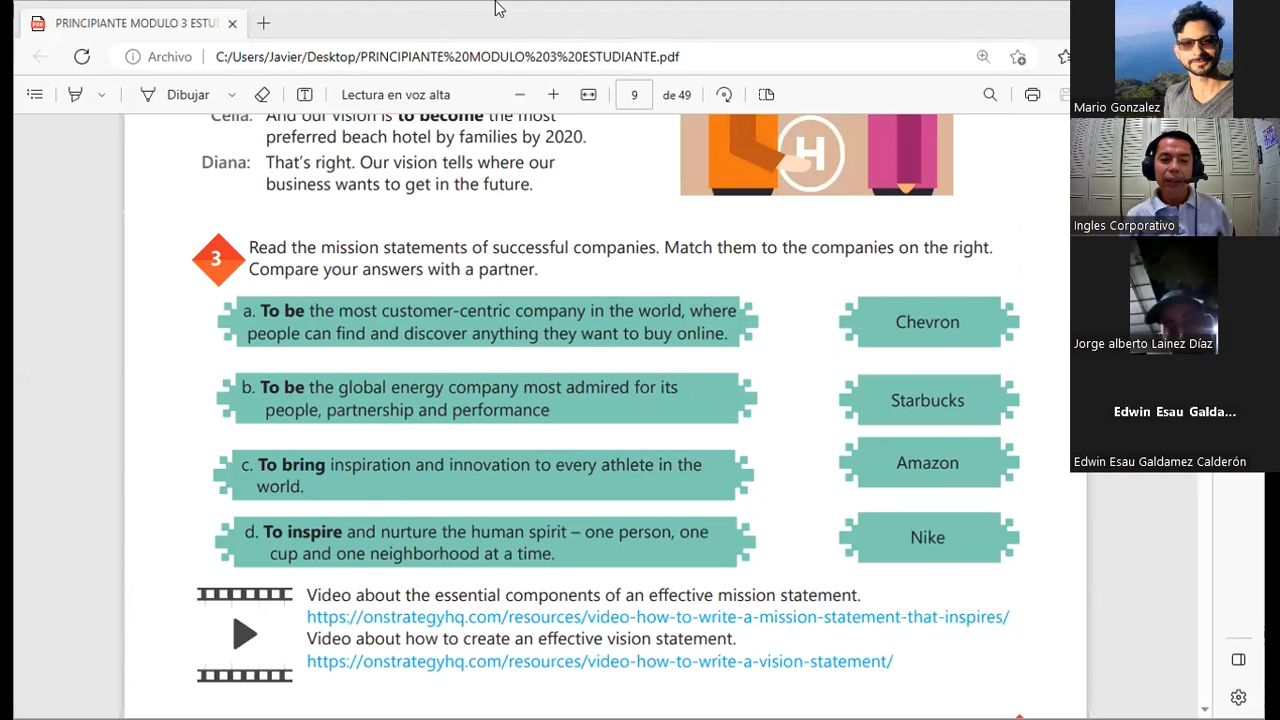 PRINCIPIANTE MODULO 3 ESTU
Archivo
C:/Users/Javier/Desktop/PRINCIPIANTE%20MODULO%203%20ESTUDIANTE.pdf
Dibujar
Lectura en voz alta
9
de 49
Celia: And our vision is to become the most
preferred beach hotel by families by 2020.
Diana: That's right. Our vision tells where our
business wants to get in the future.
H
3
Read the mission statements of successful companies. Match them to the companies on the right.
Compare your answers with a partner.
a. To be the most customer-centric company in the world, where
people can find and discover anything they want to buy online.
Chevron
b. To be the global energy company most admired for its
people, partnership and performance
Starbucks
c. To bring inspiration and innovation to every athlete in the
world.
Amazon
d. To inspire and nurture the human spirit – one person, one
cup and one neighborhood at a time.
Nike
Video about the essential components of an effective mission statement.
https://onstrategyhq.com/resources/video-how-to-write-a-mission-statement-that-inspires/
Video about how to create an effective vision statement.
https://onstrategyhq.com/resources/video-how-to-write-a-vision-statement/
Mario Gonzalez
Ingles Corporativo
Jorge alberto Lainez Díaz
Edwin Esau Galda...
Edwin Esau Galdamez Calderón